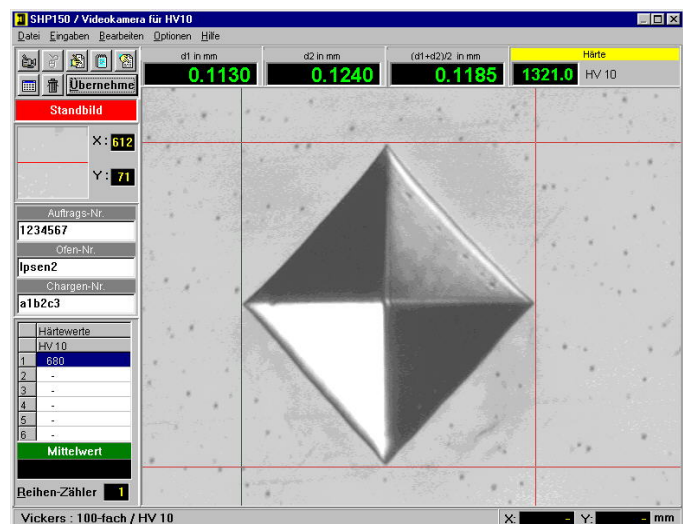 SHP150 / Videokamera für HV10
Datei Eingaben Bearbeiten Optionen Hilfe
d1 in mm d2 in mm (d1+d2)/2 in mm Härte
0.1130 0.1240 0.1185 1321.0 HV 10
Übernehme
Standbild
X: 612
Y: 71
Auftrags-Nr.
1234567
Ofen-Nr.
Ipsen2
Chargen-Nr.
a1b2c3
Härtewerte
HV 10
1 680
2 -
3 -
4 -
5 -
6 -
Mittelwert
Reihen-Zähler 1
Vickers : 100-fach / HV 10 X: - Y: - mm